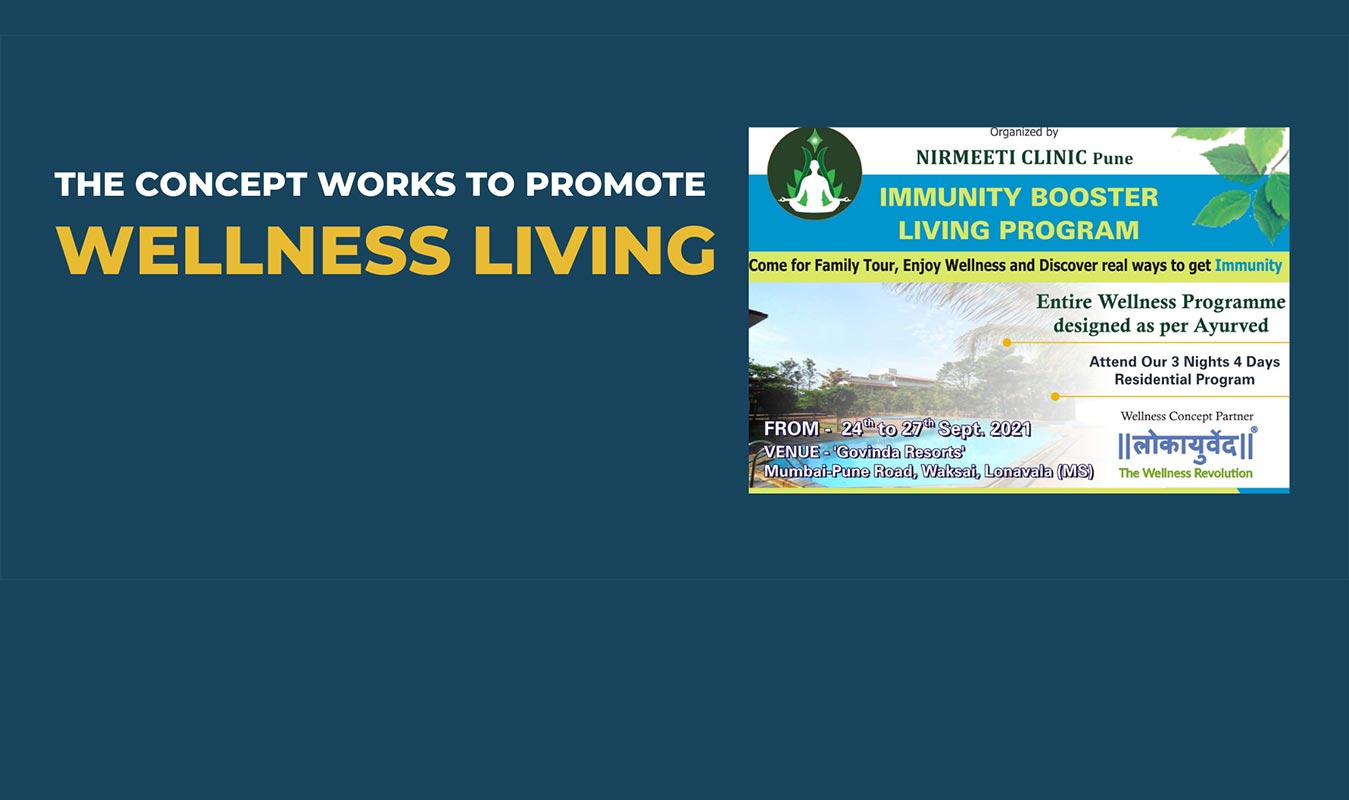 THE CONCEPT WORKS TO PROMOTE
WELLNESS LIVING
Organized by
NIRMEETI CLINIC Pune
IMMUNITY BOOSTER
LIVING PROGRAM
Come for Family Tour, Enjoy Wellness and Discover real ways to get Immunity
Entire Wellness Programme
designed as per Ayurved
Attend Our 3 Nights 4 Days
Residential Program
Wellness Concept Partner
||लोकायुर्वेद||®
The Wellness Revolution
FROM - 24th to 27th Sept. 2021
VENUE - 'Govinda Resorts'
Mumbai-Pune Road, Waksai, Lonavala (MS)